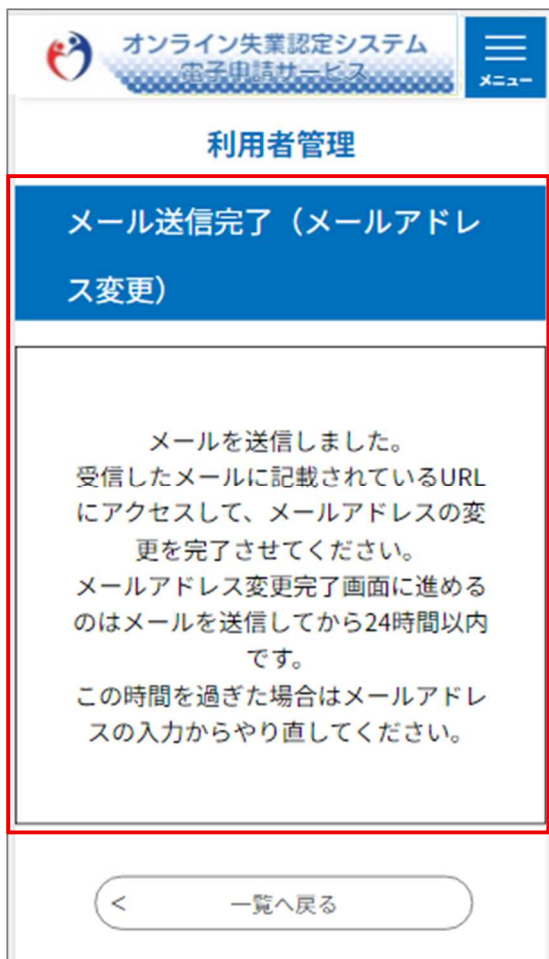 オンライン失業認定システム
電子申請サービス
メニュー
利用者管理
メール送信完了（メールアドレ
ス変更）
メールを送信しました。
受信したメールに記載されているURL
にアクセスして、メールアドレスの変
更を完了させてください。
メールアドレス変更完了画面に進める
のはメールを送信してから24時間以内
です。
この時間を過ぎた場合はメールアドレ
スの入力からやり直してください。
< 一覧へ戻る